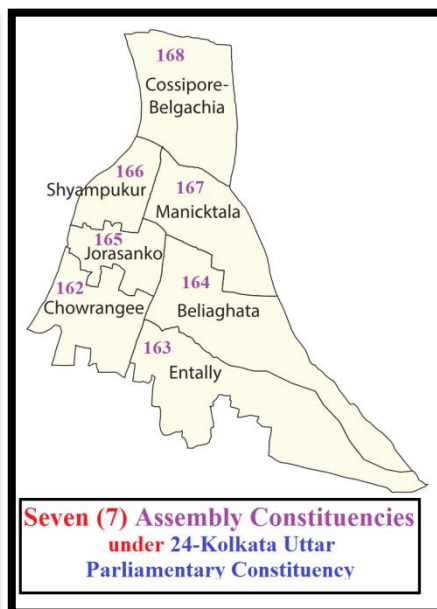 168
Cossipore-
Belgachia
166
Shyampukur
167
Manicktala
165
Jorasanko
162
Chowrangee
164
Beliaghata
163
Entally
Seven (7) Assembly Constituencies
under 24-Kolkata Uttar
Parliamentary Constituency